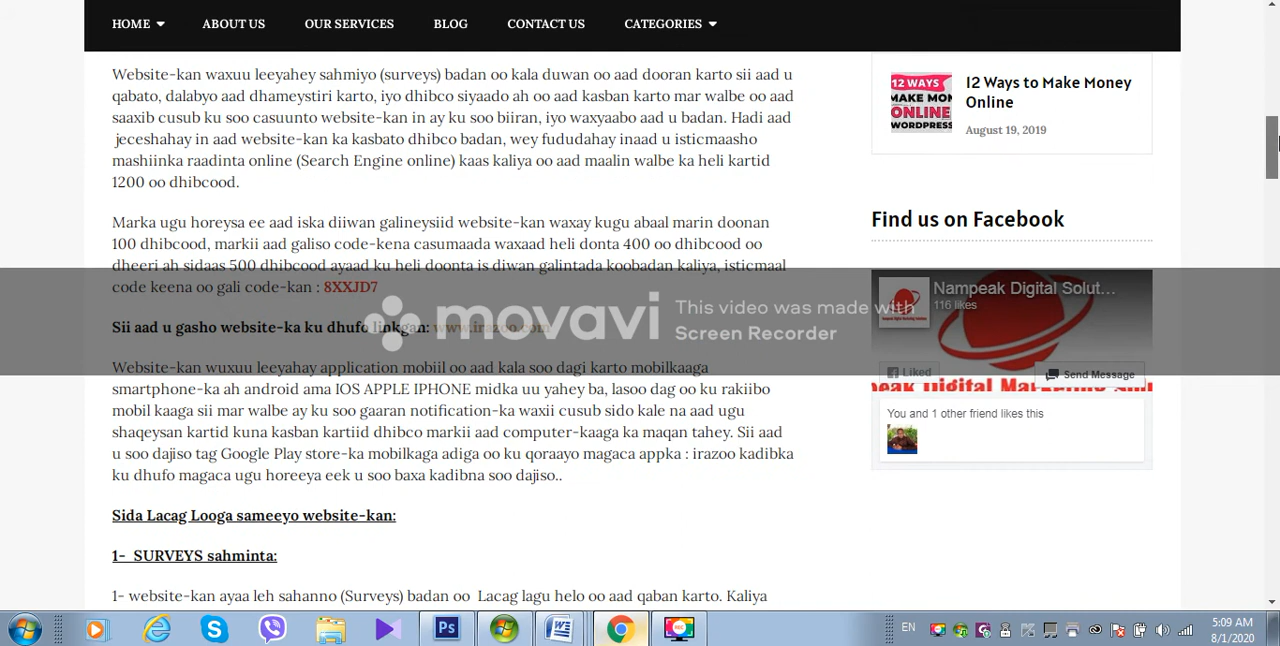 HOME ABOUT US OUR SERVICES BLOG CONTACT US CATEGORIES
Website-kan waxuu leeyahey sahmiyo (surveys) badan oo kala duwan oo aad dooran karto sii aad u
qabato, dalabyo aad dhameystiri karto, iyo dhibco siyaado ah oo aad kasban karto mar walbe oo aad
saaxib cusub ku soo casuunto website-kan in ay ku soo biiran, iyo waxyaabo aad u badan. Hadi aad
jeceshahay in aad website-kan ka kasbato dhibco badan, wey fududahay inaad u isticmaasho
mashiinka raadinta online (Search Engine online) kaas kaliya oo aad maalin walbe ka heli kartid
1200 oo dhibcood.
Marka ugu horeysa ee aad iska diiwan galineysiid website-kan waxay kugu abaal marin doonan
100 dhibcood, markii aad galiso code-kena casumaada waxaad heli donta 400 oo dhibcood oo
dheeri ah sidaas 500 dhibcood ayaad ku heli doonta is diwan galintada koobadan kaliya, isticmaal
code keena oo gali code-kan : 8XXJD7
Sii aad u gasho website-ka ku dhufo linkgan: www.irazoo.com
Website-kan wuxuu leeyahay application mobiil oo aad kala soo dagi karto mobilkaaga
smartphone-ka ah android ama IOS APPLE IPHONE midka uu yahey ba, lasoo dag oo ku rakiibo
mobil kaaga sii mar walbe ay ku soo gaaran notification-ka waxii cusub sido kale na aad ugu
shaqeysan kartid kuna kasban kartiid dhibco markii aad computer-kaaga ka maqan tahey. Sii aad
u soo dajiso tag Google Play store-ka mobilkaga adiga oo ku qoraayo magaca appka : irazoo kadibka
ku dhufo magaca ugu horeeya eek u soo baxa kadibna soo dajiso..
Sida Lacag Looga sameeyo website-kan:
1- SURVEYS sahminta:
1- website-kan ayaa leh sahanno (Surveys) badan oo Lacag lagu helo oo aad qaban karto. Kaliya
12 WAYS
MAKE MON
ONLINE
WORDPRESS
12 Ways to Make Money
Online
August 19, 2019
Find us on Facebook
Nampeak Digital Solut...
116 likes
Liked
Send Message
You and 1 other friend likes this
movavi
This video was made with
Screen Recorder
EN
5:09 AM
8/1/2020